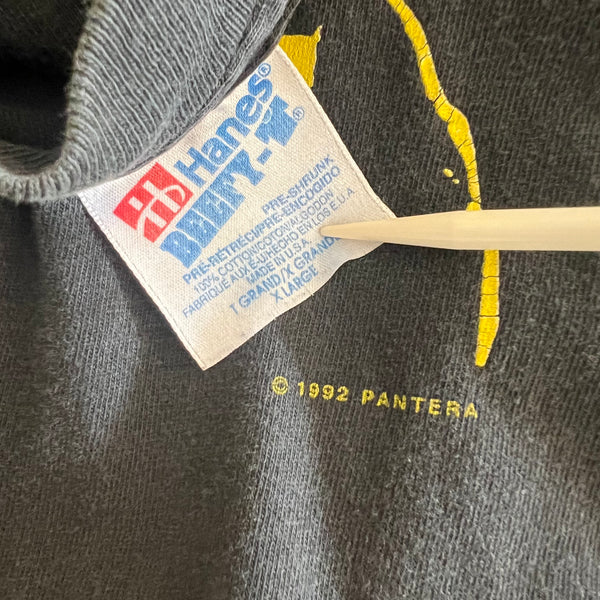 Hanes®
BEEFY-T®
PRE-SHRUNK
PRE-RETRECI/PRE-ENCOGIDO
100% COTTON/COTON/ALGODON
FABRIQUE AUX E.U./HECHO EN LOS E.U.A.
MADE IN U.S.A.
T GRAND/X GRANDE
X LARGE
© 1992 PANTERA